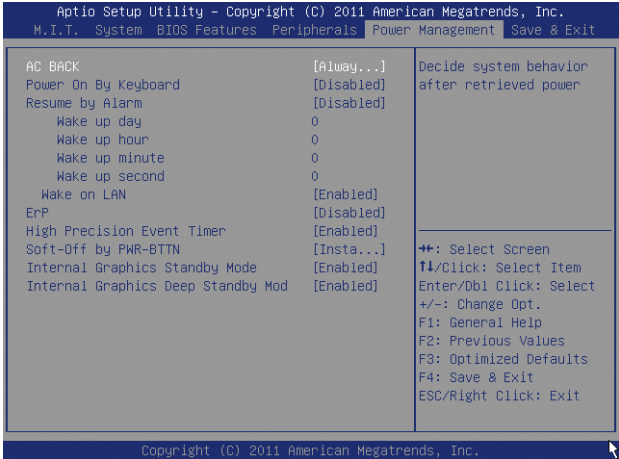 Aptio Setup Utility - Copyright (C) 2011 American Megatrends, Inc.
M.I.T. System BIOS Features Peripherals Power Management Save & Exit
AC BACK [Alway...]
Power On By Keyboard [Disabled]
Resume by Alarm [Disabled]
Wake up day 0
Wake up hour 0
Wake up minute 0
Wake up second 0
Wake on LAN [Enabled]
ErP [Disabled]
High Precision Event Timer [Enabled]
Soft-Off by PWR-BTTN [Insta...]
Internal Graphics Standby Mode [Enabled]
Internal Graphics Deep Standby Mod [Enabled]
Decide system behavior
after retrieved power
→←: Select Screen
↑↓/Click: Select Item
Enter/Dbl Click: Select
+/-: Change Opt.
F1: General Help
F2: Previous Values
F3: Optimized Defaults
F4: Save & Exit
ESC/Right Click: Exit
Copyright (C) 2011 American Megatrends, Inc.